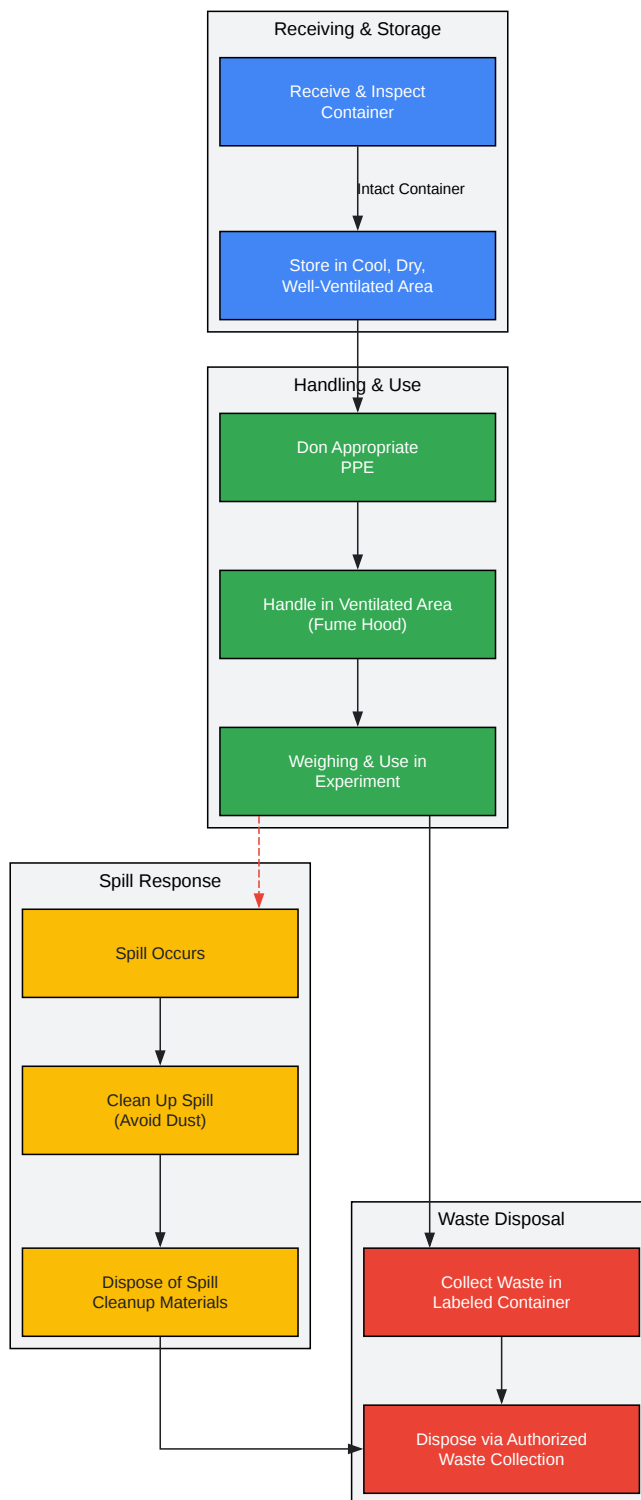 Receiving & Storage
Receive & Inspect
Container
Intact Container
Store in Cool, Dry,
Well-Ventilated Area
Handling & Use
Don Appropriate
PPE
Handle in Ventilated Area
(Fume Hood)
Weighing & Use in
Experiment
Spill Response
Spill Occurs
Clean Up Spill
(Avoid Dust)
Dispose of Spill
Cleanup Materials
Waste Disposal
Collect Waste in
Labeled Container
Dispose via Authorized
Waste Collection